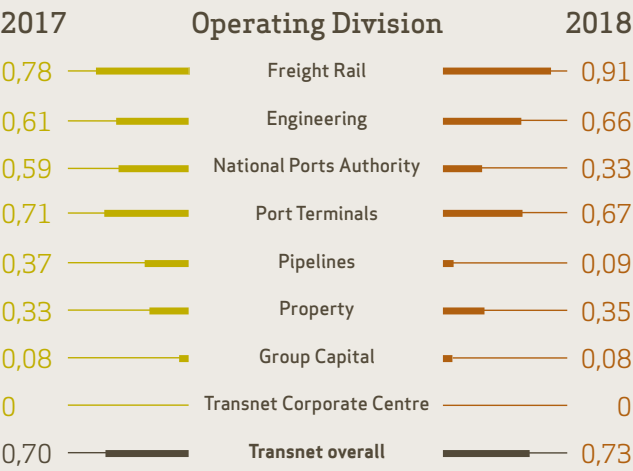 2017 Operating Division 2018
0,78 Freight Rail 0,91
0,61 Engineering 0,66
0,59 National Ports Authority 0,33
0,71 Port Terminals 0,67
0,37 Pipelines 0,09
0,33 Property 0,35
0,08 Group Capital 0,08
0 Transnet Corporate Centre 0
0,70 Transnet overall 0,73